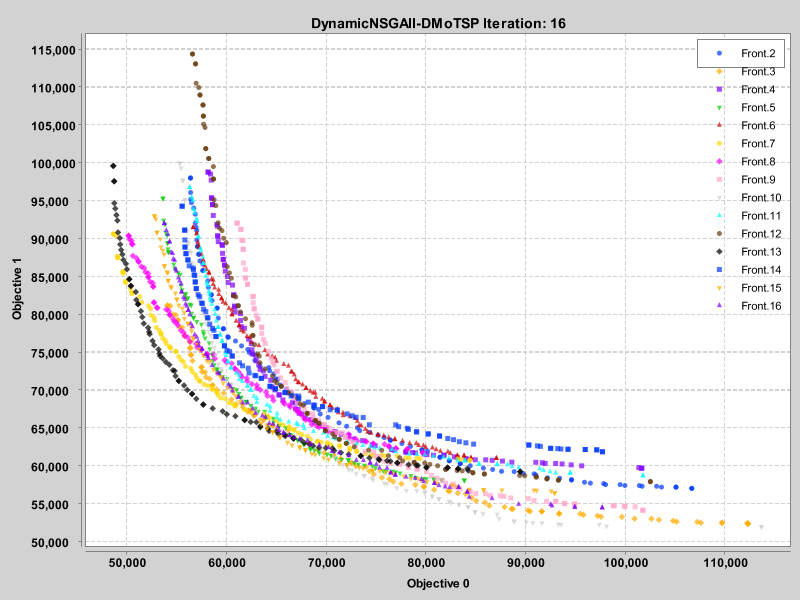 DynamicNSGAII-DMoTSP Iteration: 16
115,000
110,000
105,000
100,000
95,000
90,000
85,000
80,000
75,000
70,000
65,000
60,000
55,000
50,000
Objective 1
Front.2
Front.3
Front.4
Front.5
Front.6
Front.7
Front.8
Front.9
Front.10
Front.11
Front.12
Front.13
Front.14
Front.15
Front.16
50,000 60,000 70,000 80,000 90,000 100,000 110,000
Objective 0